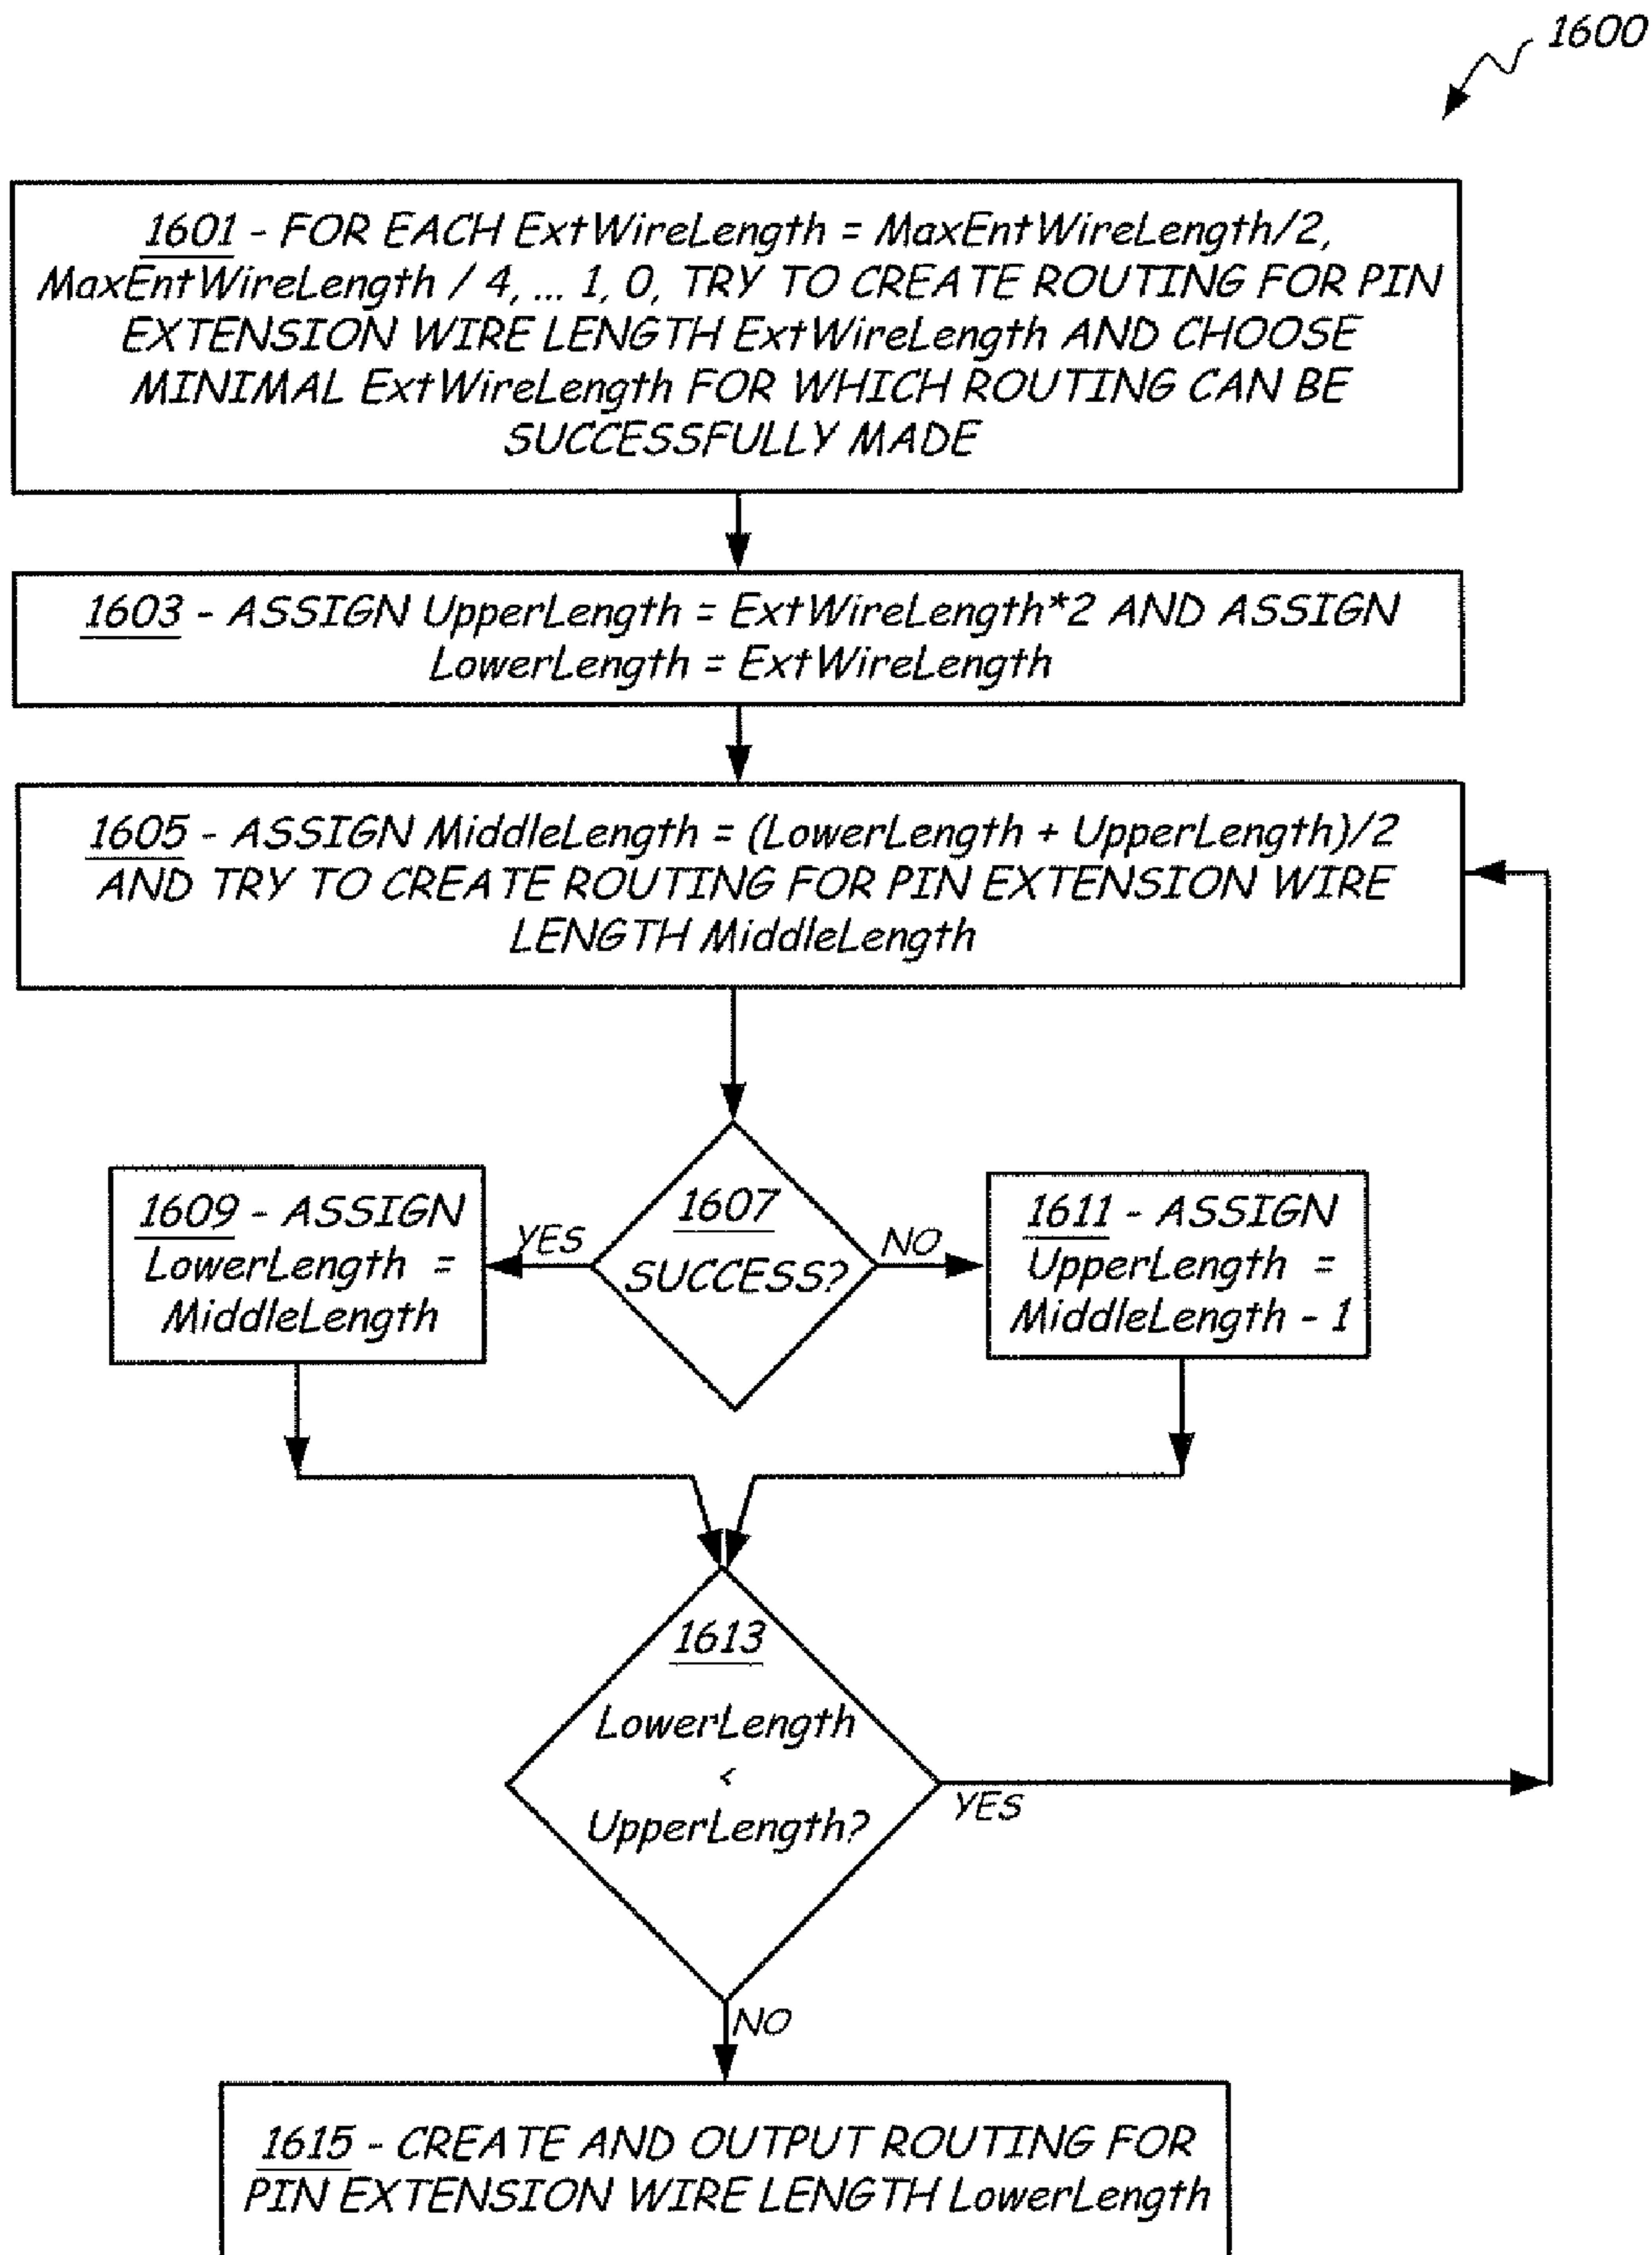 1600
1601 - FOR EACH ExtWireLength = MaxEntWireLength/2,
MaxEntWireLength / 4, ... 1, 0, TRY TO CREATE ROUTING FOR PIN
EXTENSION WIRE LENGTH ExtWireLength AND CHOOSE
MINIMAL ExtWireLength FOR WHICH ROUTING CAN BE
SUCCESSFULLY MADE
1603 - ASSIGN UpperLength = ExtWireLength*2 AND ASSIGN
LowerLength = ExtWireLength
1605 - ASSIGN MiddleLength = (LowerLength + UpperLength)/2
AND TRY TO CREATE ROUTING FOR PIN EXTENSION WIRE
LENGTH MiddleLength
1607
SUCCESS?
YES
NO
1609 - ASSIGN
LowerLength =
MiddleLength
1611 - ASSIGN
UpperLength =
MiddleLength - 1
1613
LowerLength
<
UpperLength?
YES
NO
1615 - CREATE AND OUTPUT ROUTING FOR
PIN EXTENSION WIRE LENGTH LowerLength